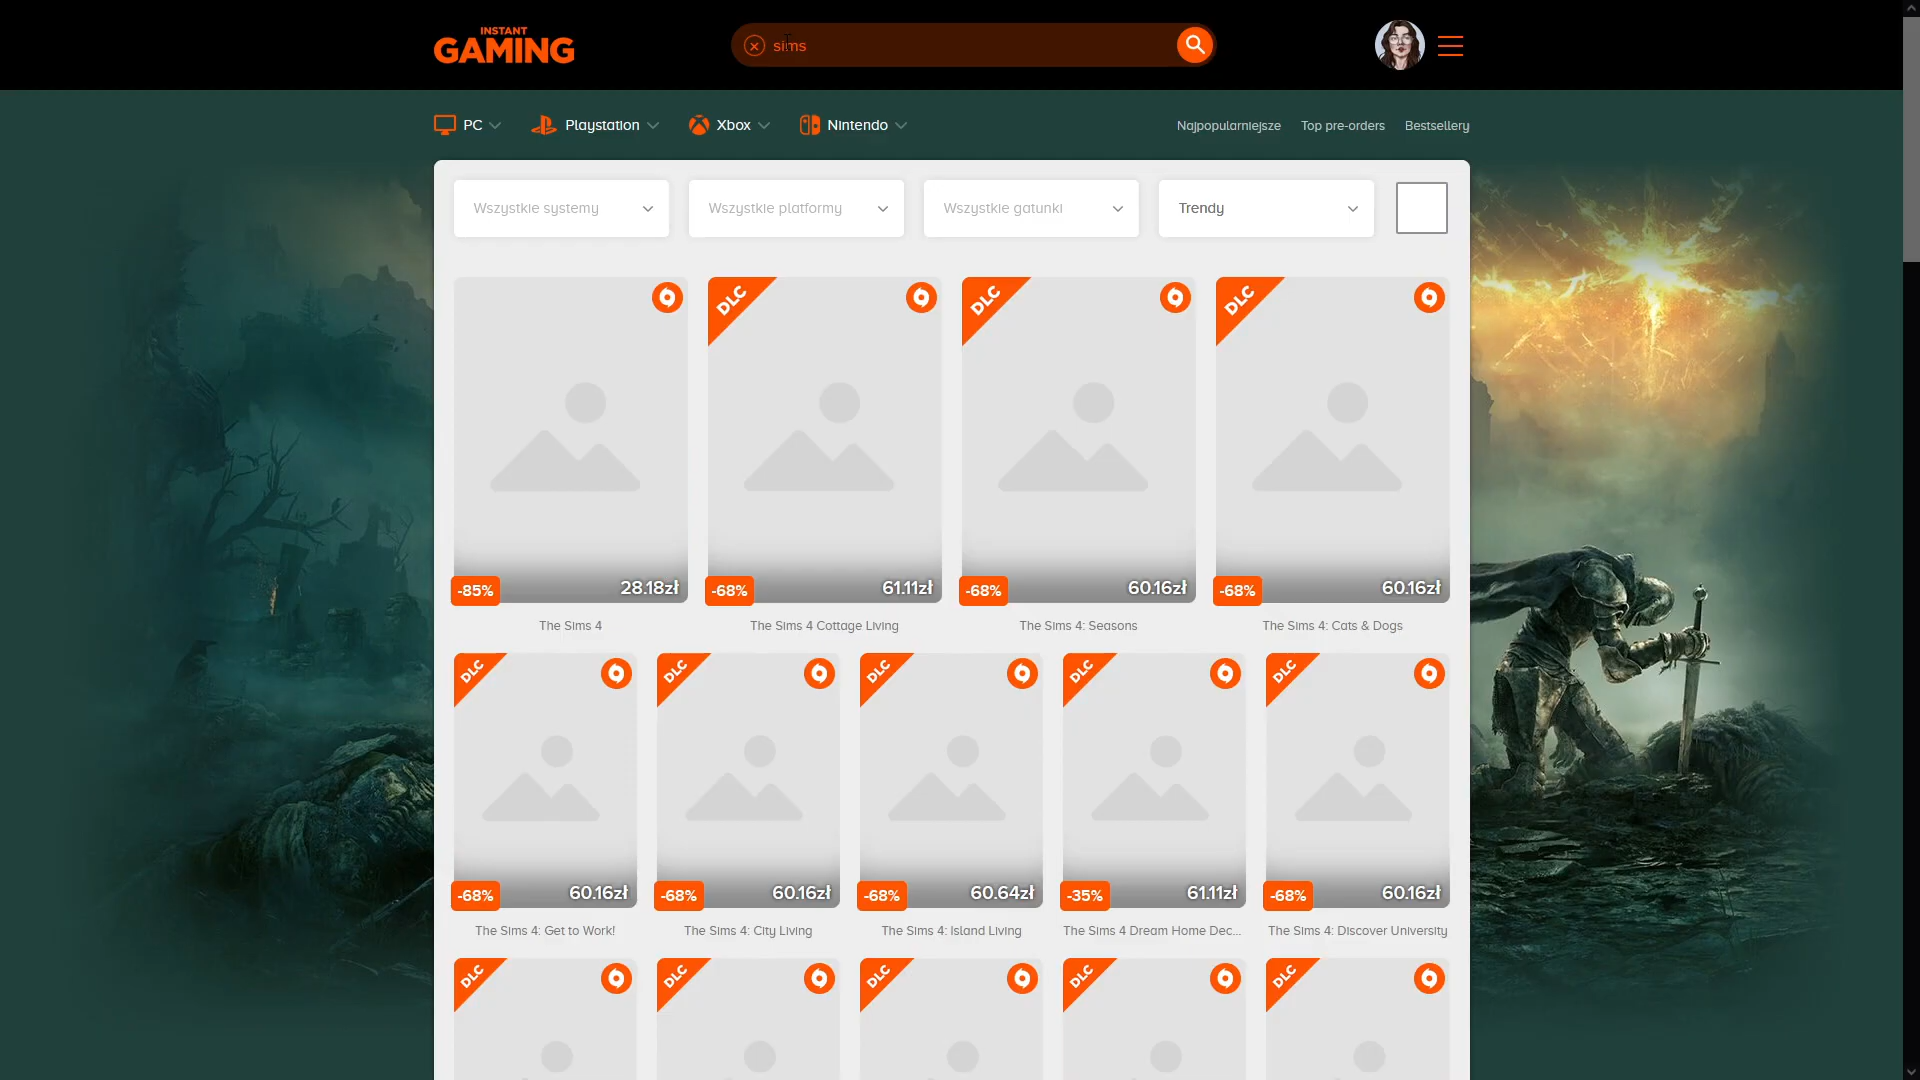 INSTANT
GAMING
sims
PC
Playstation
Xbox
Nintendo
Najpopularniejsze
Top pre-orders
Bestsellery
Wszystkie systemy
Wszystkie platformy
Wszystkie gatunki
Trendy
DLC
DLC
DLC
-85%
28.18zł
-68%
61.11zł
-68%
60.16zł
-68%
60.16zł
The Sims 4
The Sims 4 Cottage Living
The Sims 4: Seasons
The Sims 4: Cats & Dogs
DLC
DLC
DLC
DLC
DLC
-68%
60.16zł
-68%
60.16zł
-68%
60.64zł
-35%
61.11zł
-68%
60.16zł
The Sims 4: Get to Work!
The Sims 4: City Living
The Sims 4: Island Living
The Sims 4 Dream Home Dec...
The Sims 4: Discover University
DLC
DLC
DLC
DLC
DLC